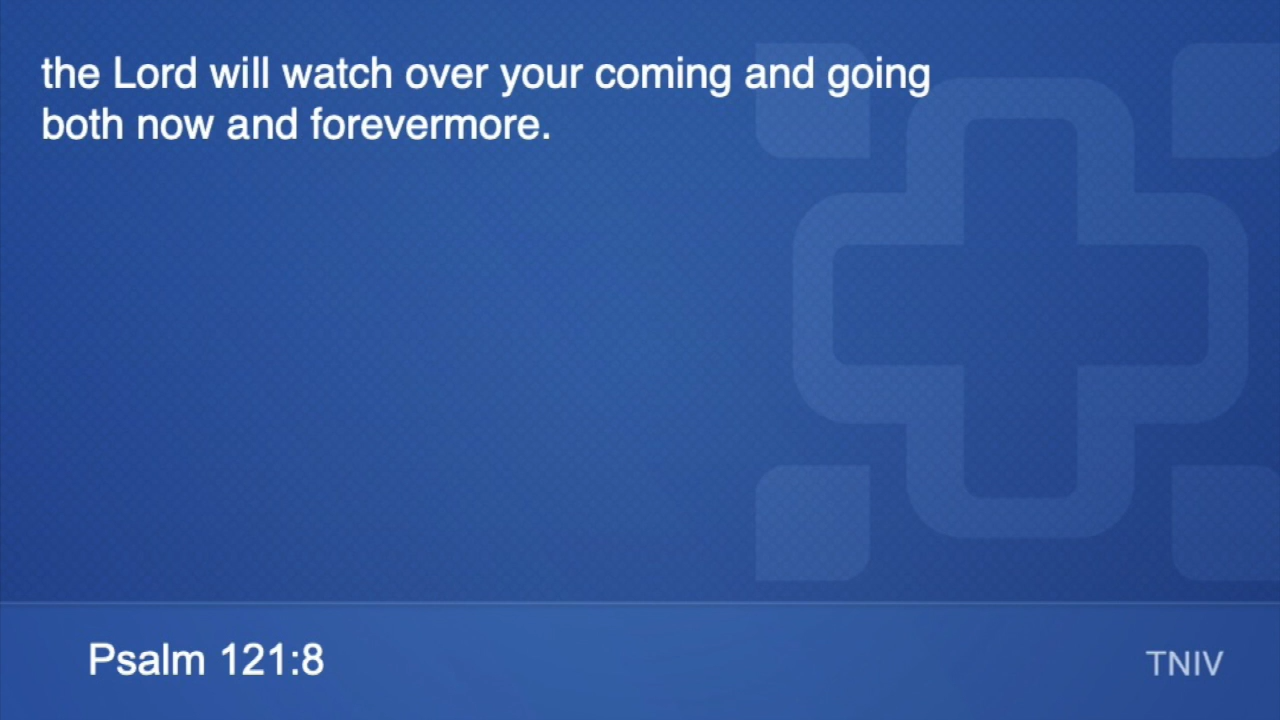 the Lord will watch over your coming and going
both now and forevermore.
Psalm 121:8
TNIV